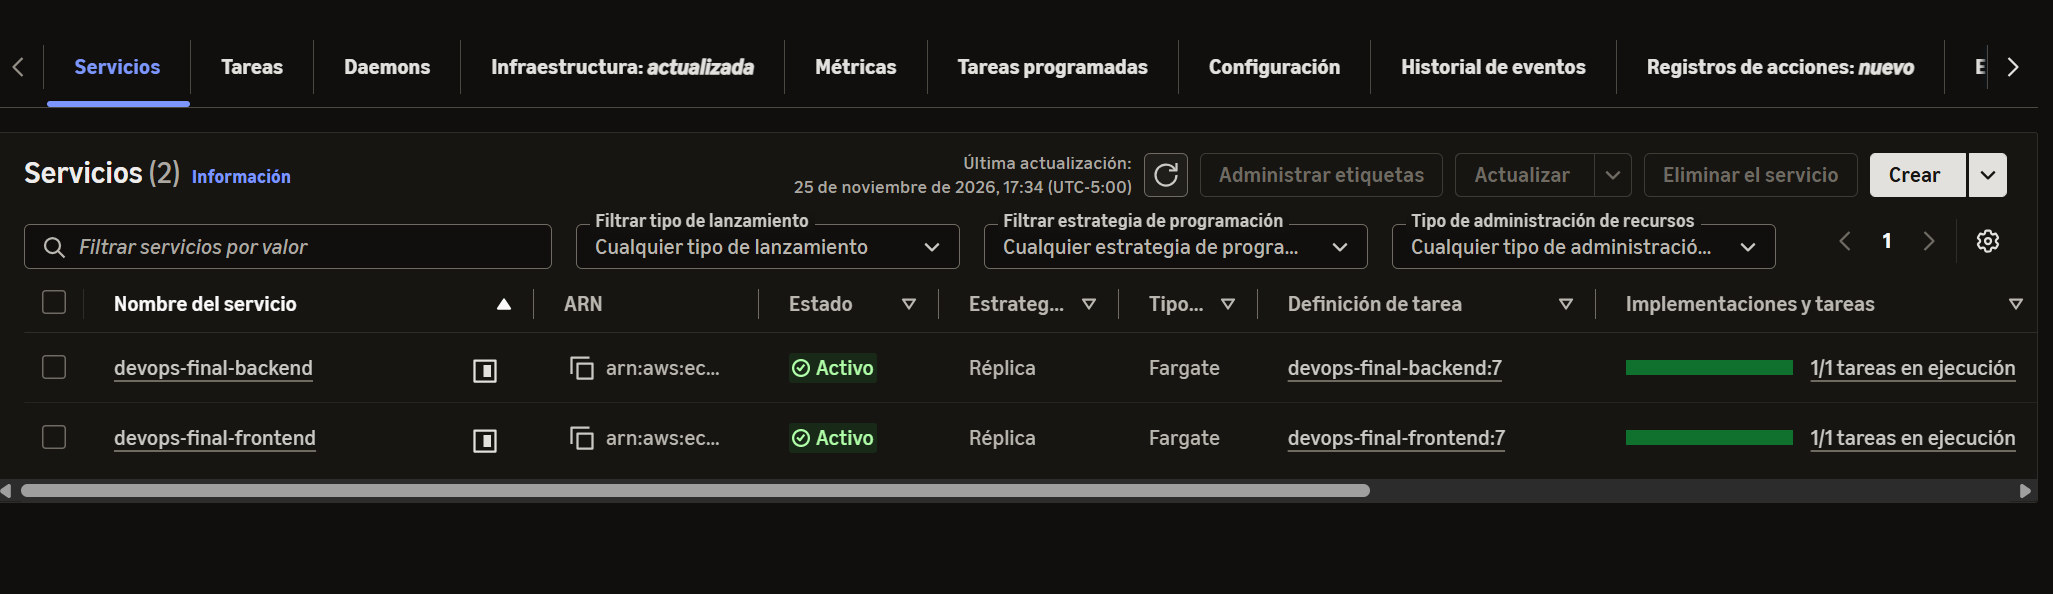 Servicios Tareas Daemons Infraestructura: actualizada Métricas Tareas programadas Configuración Historial de eventos Registros de acciones: nuevo
Servicios (2) Información
Última actualización:
25 de noviembre de 2026, 17:34 (UTC-5:00)
Administrar etiquetas Actualizar Eliminar el servicio Crear
Filtrar servicios por valor
Filtrar tipo de lanzamiento
Cualquier tipo de lanzamiento
Filtrar estrategia de programación
Cualquier estrategia de progra...
Tipo de administración de recursos
Cualquier tipo de administració...
1
Nombre del servicio ARN Estado Estrateg... Tipo... Definición de tarea Implementaciones y tareas
devops-final-backend arn:aws:ec... Activo Réplica Fargate devops-final-backend:7 1/1 tareas en ejecución
devops-final-frontend arn:aws:ec... Activo Réplica Fargate devops-final-frontend:7 1/1 tareas en ejecución